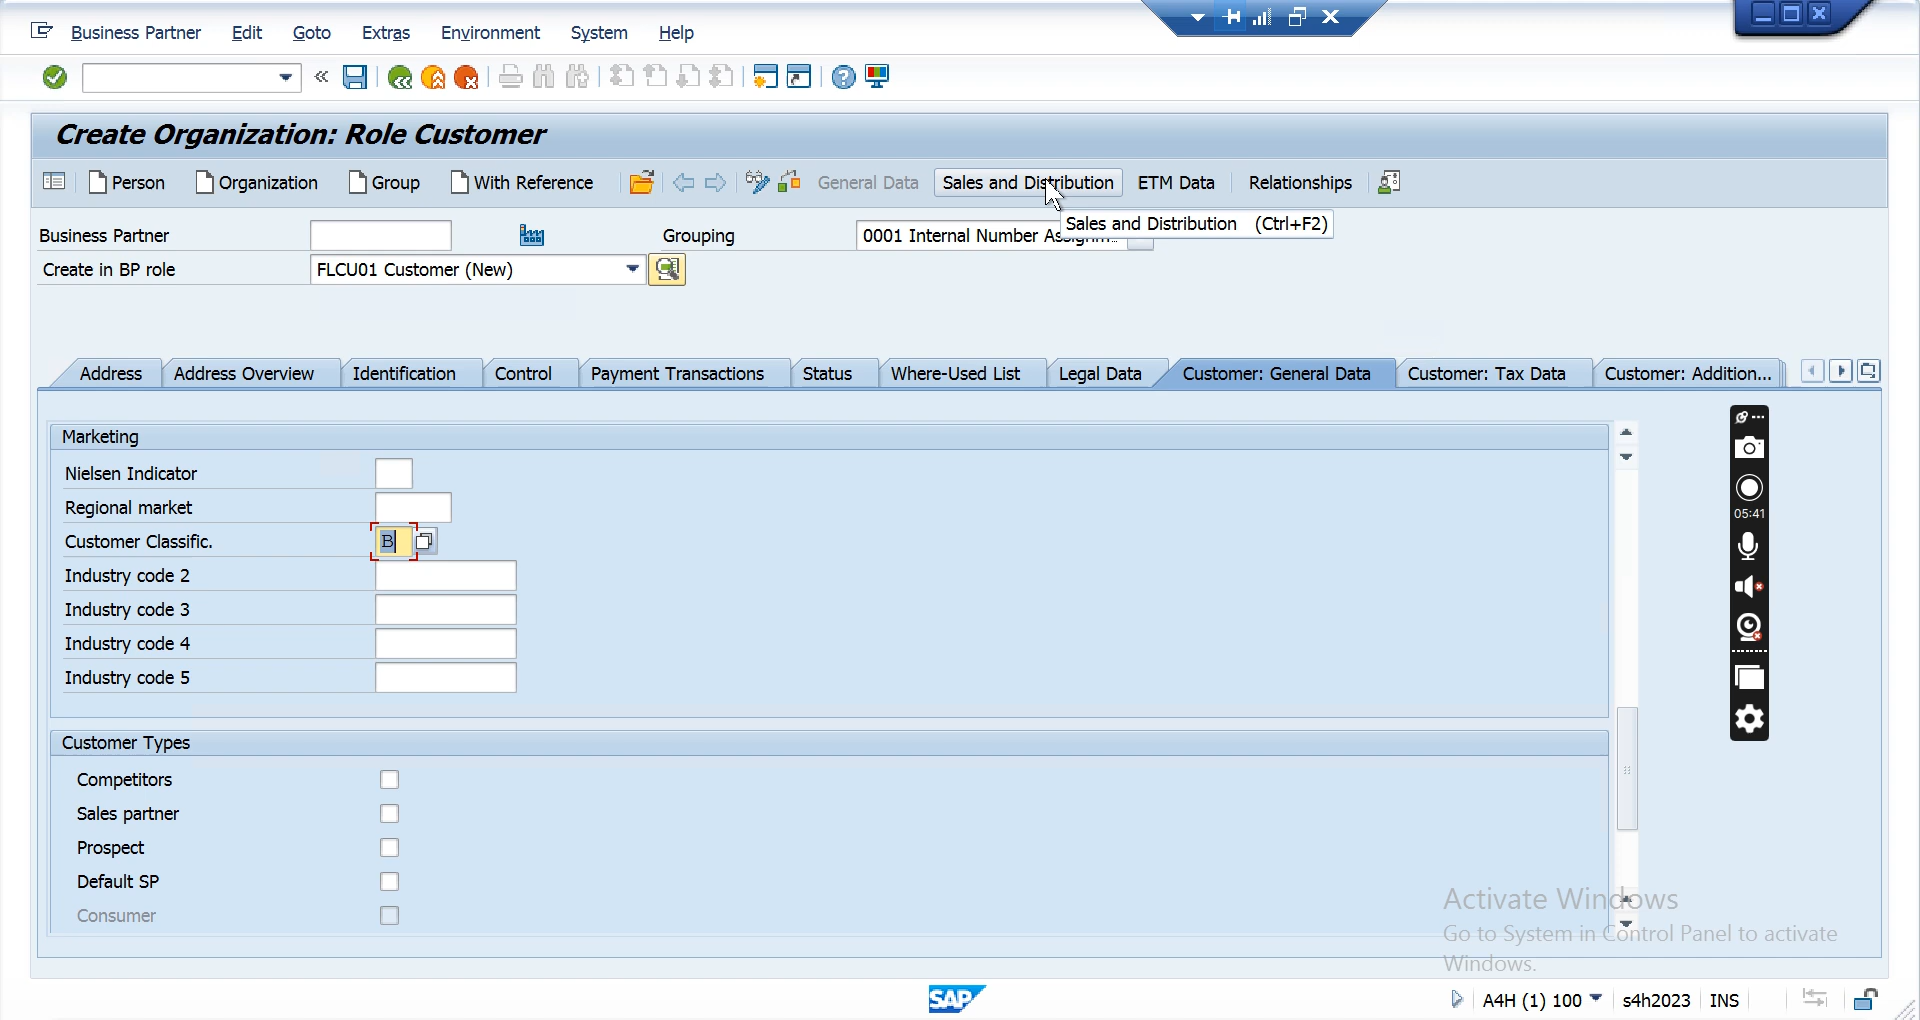 Business Partner Edit Goto Extras Environment System Help
Create Organization: Role Customer
Person Organization Group With Reference General Data Sales and Distribution ETM Data Relationships
Sales and Distribution (Ctrl+F2)
Business Partner Grouping 0001 Internal Number
Create in BP role FLCU01 Customer (New)
Address Address Overview Identification Control Payment Transactions Status Where-Used List Legal Data Customer: General Data Customer: Tax Data Customer: Addition...
Marketing
Nielsen Indicator
Regional market
Customer Classific. B
Industry code 2
Industry code 3
Industry code 4
Industry code 5
05:41
Customer Types
Competitors
Sales partner
Prospect
Default SP
Consumer
Activate Windows
Go to System in Control Panel to activate
Windows.
SAP A4H (1) 100 s4h2023 INS